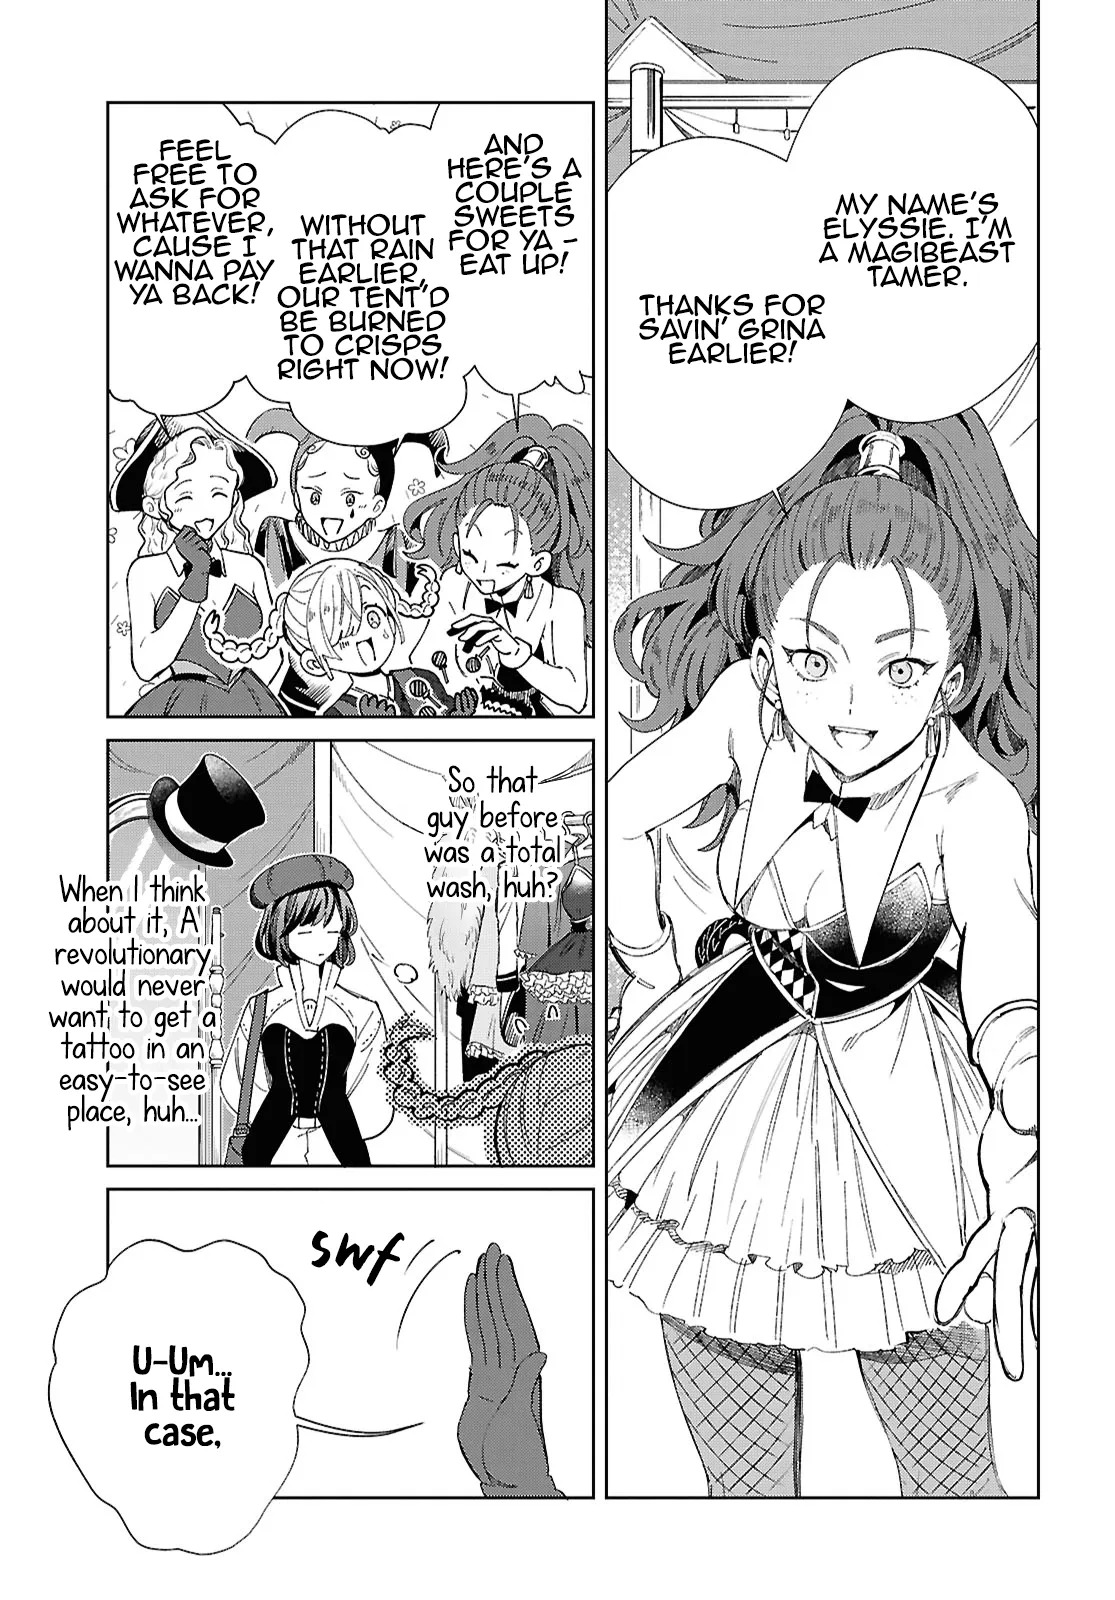 MY NAME'S
ELYSSIE. I'M
A MAGIBEAST
TAMER.
THANKS FOR
SAVIN' GRINA
EARLIER!
AND
HERE'S A
COUPLE
SWEETS
FOR YA -
EAT UP!
WITHOUT
THAT RAIN
EARLIER,
OUR TENT'D
BE BURNED
TO CRISPS
RIGHT NOW!
FEEL
FREE TO
ASK FOR
WHATEVER,
CAUSE I
WANNA PAY
YA BACK!
So that
guy before
was a total
wash, huh?
When I think
about it, A
revolutionary
would never
want to get a
tattoo in an
easy-to-see
place, huh...!
SWF
U-Um...
In that
case,